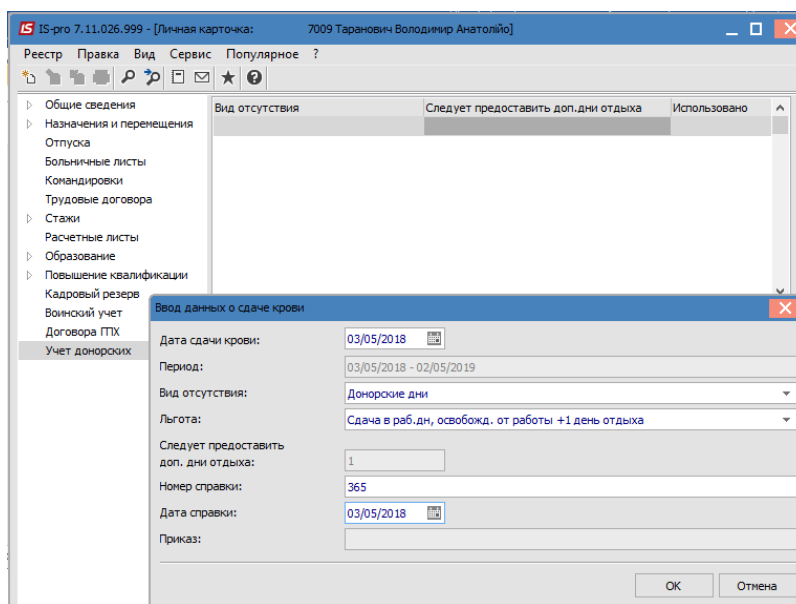 IS IS-pro 7.11.026.999 - [Личная карточка: 7009 Таранович Володимир Анатолійо]
Реестр Правка Вид Сервис Популярное ?
Общие сведения
Назначения и перемещения
Отпуска
Больничные листы
Командировки
Трудовые договора
Стажи
Расчетные листы
Образование
Повышение квалификации
Кадровый резерв
Воинский учет
Договора ГПХ
Учет донорских
Вид отсутствия Следует предоставить доп.дни отдыха Использовано
Ввод данных о сдаче крови
Дата сдачи крови: 03/05/2018
Период: 03/05/2018 - 02/05/2019
Вид отсутствия: Донорские дни
Льгота: Сдача в раб.дн, освобожд. от работы +1 день отдыха
Следует предоставить
доп. дни отдыха: 1
Номер справки: 365
Дата справки: 03/05/2018
Приказ:
ОК Отмена